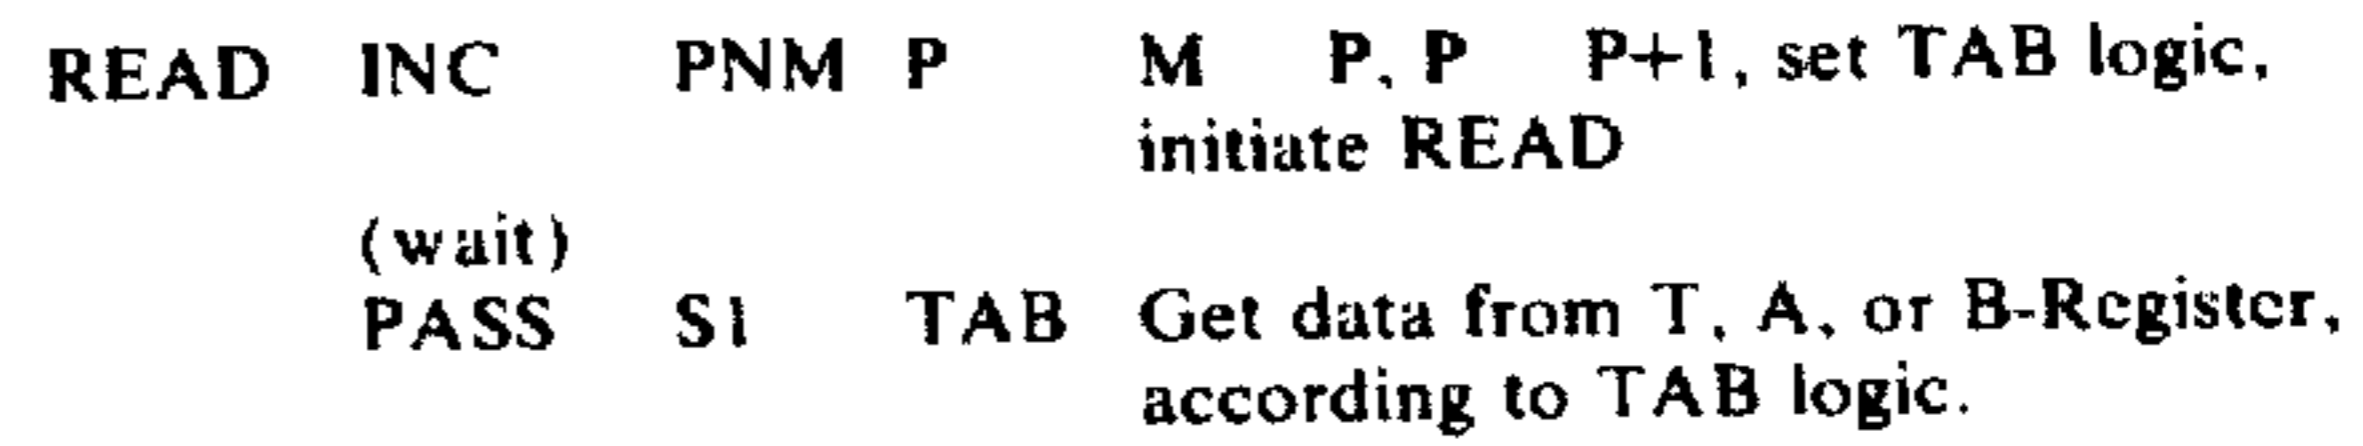 READ INC PNM P M P, P P+1, set TAB logic,
initiate READ
(wait)
PASS S1 TAB Get data from T, A, or B-Register,
according to TAB logic.